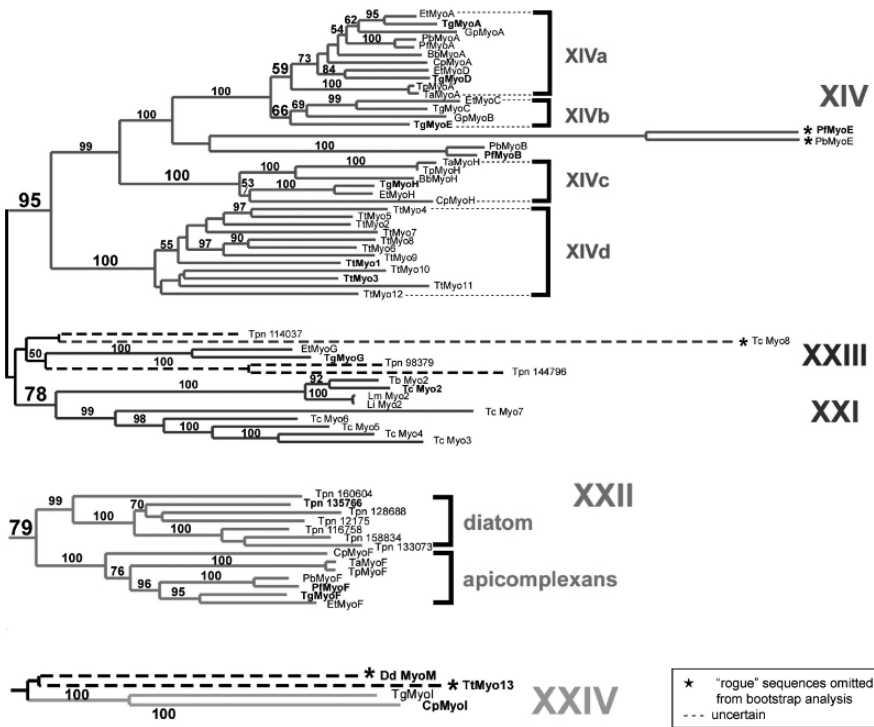 95
EtMyoA
62
TgMyoA
54
GpMyoA
100
PbMyoA
PfMyoA
BbMyoA
73
CpMyoA
59
EtMyoD
84
TgMyoD
100
TpMyoA
TaMyoA
XIVa
100
99
EtMyoC
66
69
TgMyoC
GpMyoB
TgMyoE
XIVb
XIV
★ PfMyoE
★ PbMyoE
99
100
PbMyoB
PfMyoB
100
TaMyoH
100
TpMyoH
BbMyoH
100
53
100
TgMyoH
EtMyoH
CpMyoH
XIVc
95
97
TtMyo4
TtMyo5
TtMyo2
55
TtMyo7
97
90
TtMyo8
TtMyo6
TtMyo9
100
TtMyo1
TtMyo10
TtMyo3
TtMyo11
TtMyo12
XIVd
Tpn 114037
★ Tc Myo8
50
100
EtMyoG
TgMyoG
100
Tpn 98379
Tpn 144796
XXIII
78
100
92
Tb Myo2
Tc Myo2
100
Lm Myo2
Li Myo2
99
Tc Myo7
98
Tc Myo6
100
Tc Myo5
100
Tc Myo4
Tc Myo3
XXI
79
99
Tpn 160604
70
Tpn 135766
Tpn 128688
100
Tpn 12175
100
Tpn 116758
Tpn 158834
Tpn 133073
diatom
XXII
100
CpMyoF
100
TaMyoF
76
TpMyoF
100
PbMyoF
96
PfMyoF
95
TgMyoF
EtMyoF
apicomplexans
★ Dd MyoM
★ TtMyo13
100
TgMyoI
100
CpMyoI
XXIV
★ "rogue" sequences omitted
from bootstrap analysis
---- uncertain